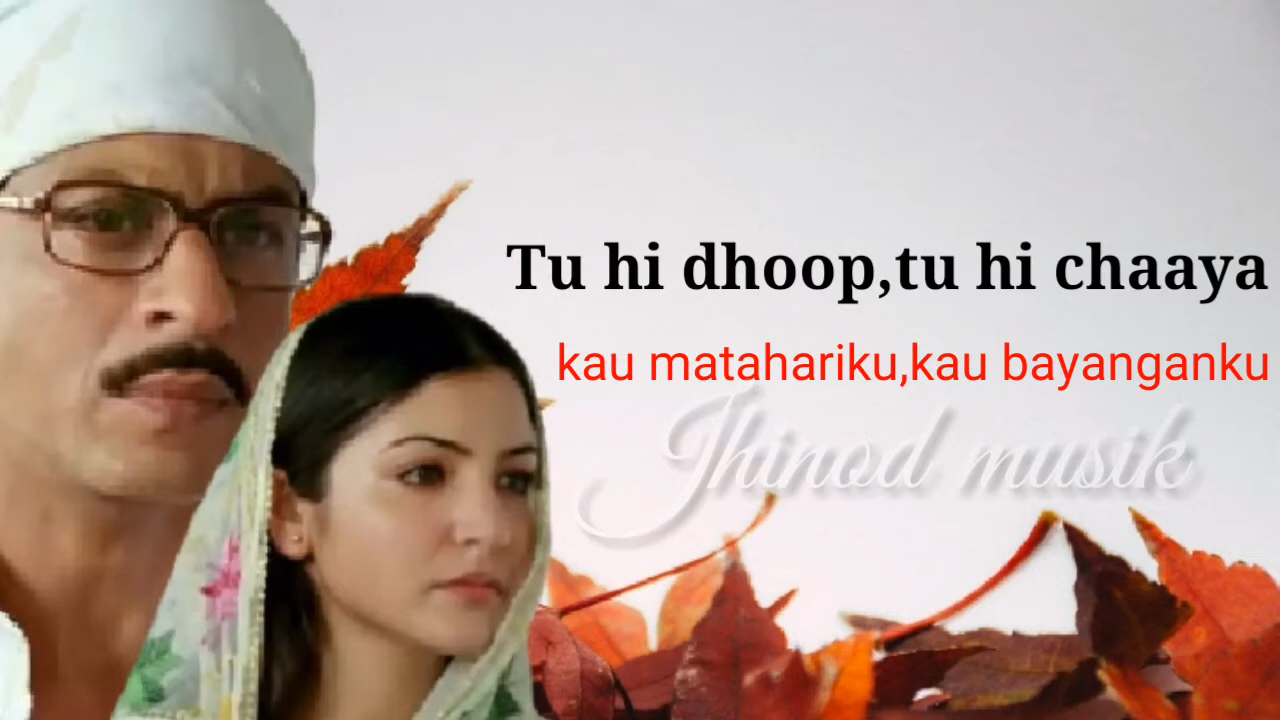 Tu hi dhoop,tu hi chaaya
kau matahariku,kau bayanganku
Jhinod musik